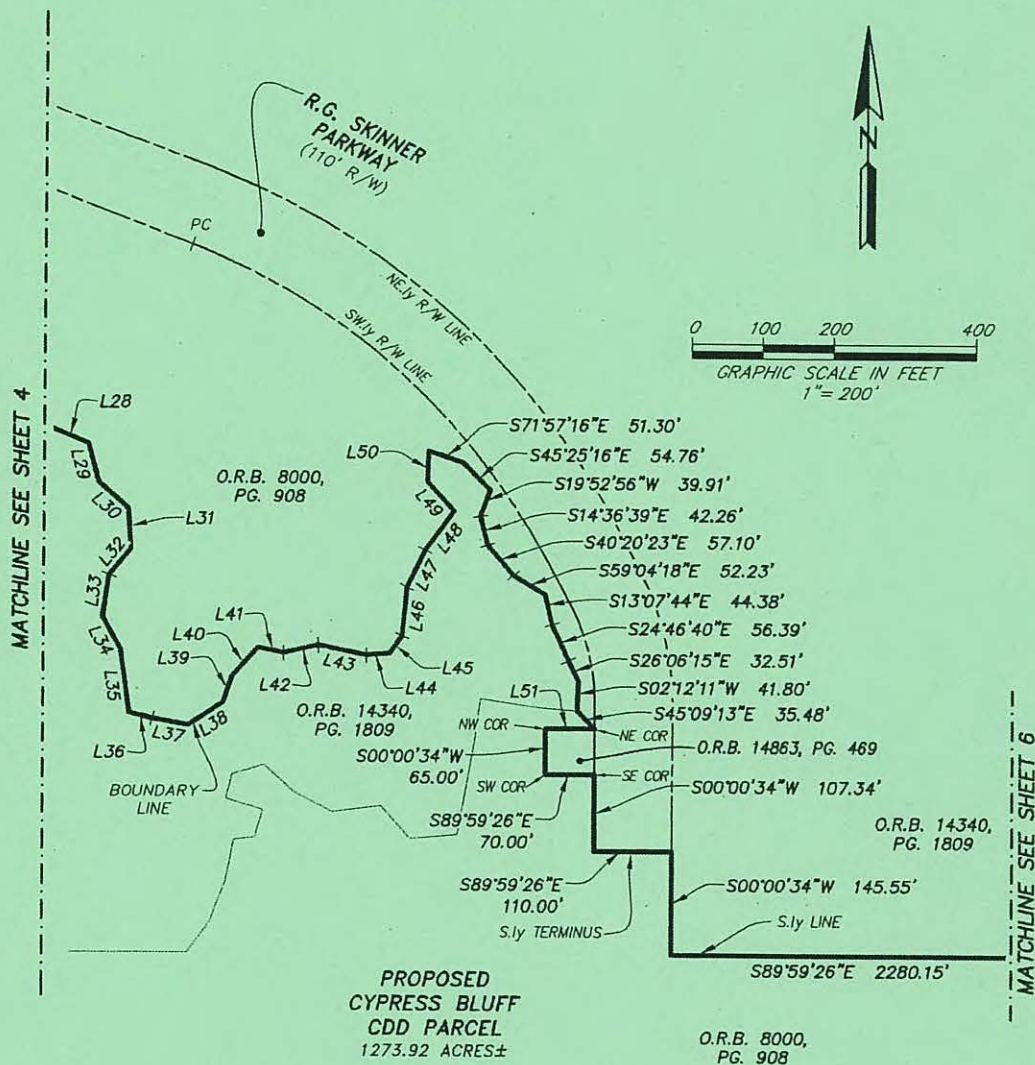 R.G. SKINNER
PARKWAY
(110' R/W)
PC
NE.ly R/W LINE
SW.ly R/W LINE
N
0 100 200 400
GRAPHIC SCALE IN FEET
1"= 200'
MATCHLINE SEE SHEET 4
L28
L29
L30
L31
L32
L33
L34
L35
L36
L37
L38
L39
L40
L41
L42
L43
L44
L45
L46
L47
L48
L49
L50
O.R.B. 8000,
PG. 908
S71°57'16"E 51.30'
S45°25'16"E 54.76'
S19°52'56"W 39.91'
S14°36'39"E 42.26'
S40°20'23"E 57.10'
S59°04'18"E 52.23'
S13°07'44"E 44.38'
S24°46'40"E 56.39'
S26°06'15"E 32.51'
S02°12'11"W 41.80'
S45°09'13"E 35.48'
L51
NW COR
NE COR
O.R.B. 14340,
PG. 1809
S00°00'34"W
65.00'
O.R.B. 14863, PG. 469
SW COR
SE COR
BOUNDARY
LINE
S89°59'26"E
70.00'
S00°00'34"W 107.34'
O.R.B. 14340,
PG. 1809
S89°59'26"E
110.00'
S.ly TERMINUS
S00°00'34"W 145.55'
S.ly LINE
S89°59'26"E 2280.15'
MATCHLINE SEE SHEET 6
PROPOSED
CYPRESS BLUFF
CDD PARCEL
1273.92 ACRES±
O.R.B. 8000,
PG. 908